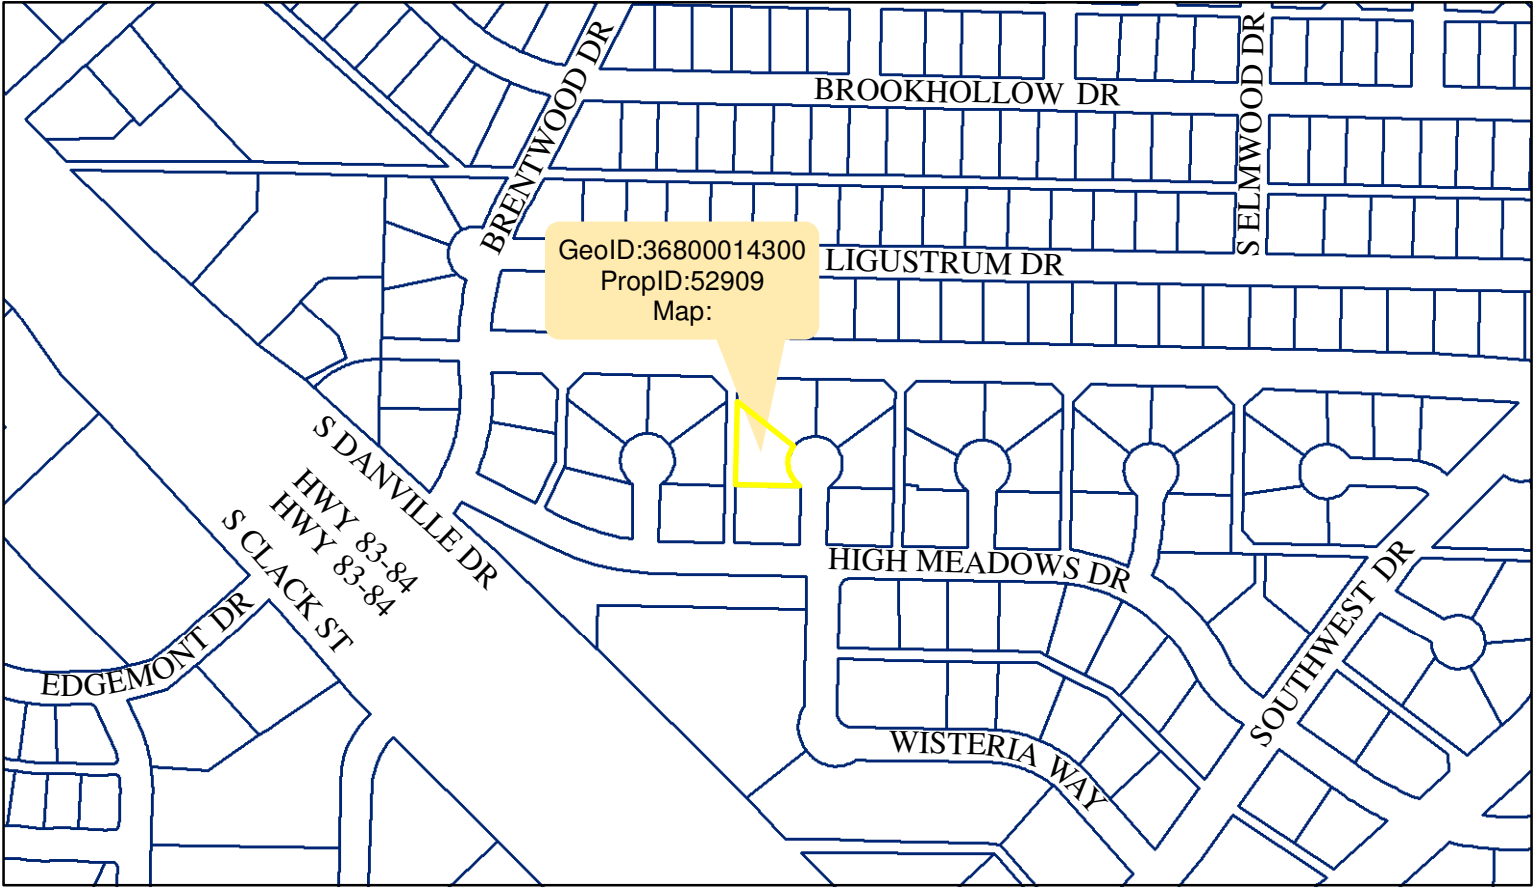 BRENTWOOD DR
BROOKHOLLOW DR
S ELMWOOD DR
GeoID:36800014300
PropID:52909
Map:
LIGUSTRUM DR
S DANVILLE DR
HWY 83-84
HWY 83-84
S CLACK ST
EDGEMONT DR
HIGH MEADOWS DR
SOUTHWEST DR
WISTERIA WAY